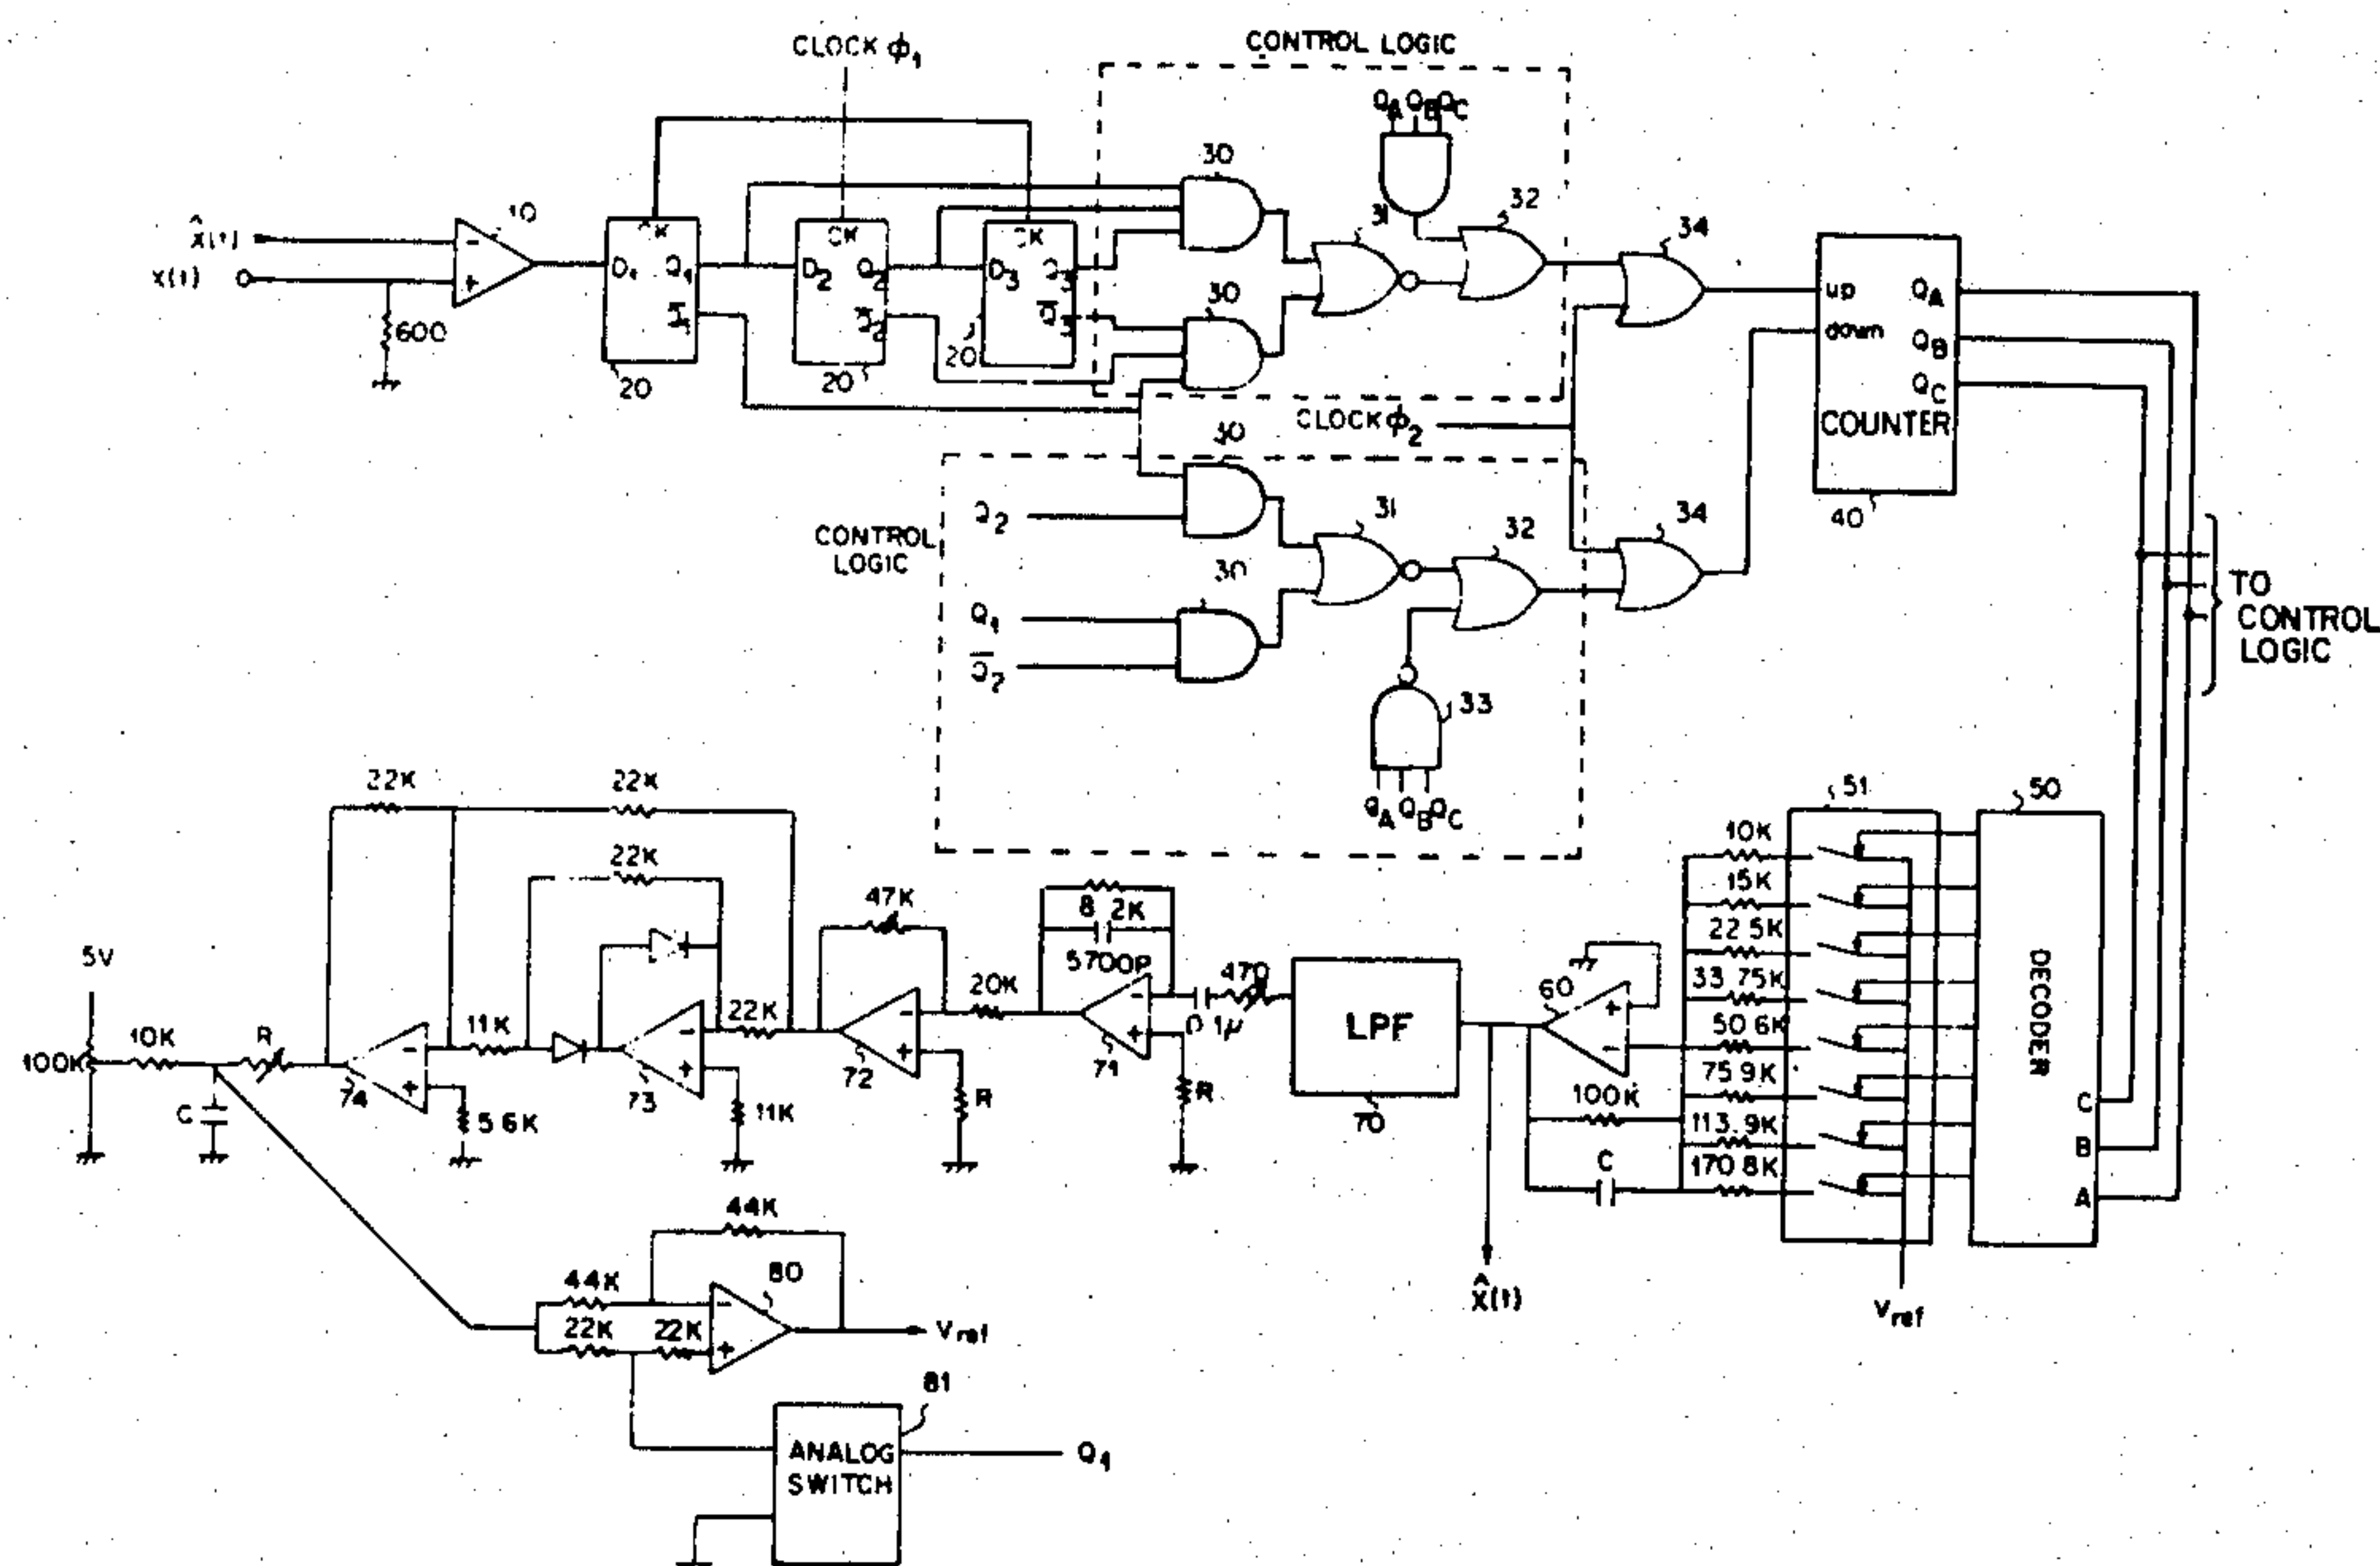 CLOCK ϕ1
CONTROL LOGIC
QA QB QC
30
31
32
34
x̂(t)
x(t)
10
600
CK
D1 Q1
Q̄1
20
CK
D2 Q2
Q̄2
20
CK
D3 Q3
Q̄3
20
30
up
down
QA
QB
QC
COUNTER
40
CLOCK ϕ2
30
Q2
31
32
34
CONTROL
LOGIC
30
Q1
Q̄2
33
QA QB QC
TO
CONTROL
LOGIC
22K
22K
22K
47K
8 2K
5700P
470
0 1μ
20K
22K
11K
5V
10K
R
100K
C
74
5 6K
73
11K
72
R
71
R
LPF
70
60
100K
C
x̂(t)
10K
15K
22 5K
33 75K
50 6K
75 9K
113.9K
170 8K
51
50
DECODER
C
B
A
Vref
44K
44K
80
22K
22K
Vref
81
ANALOG
SWITCH
Q1